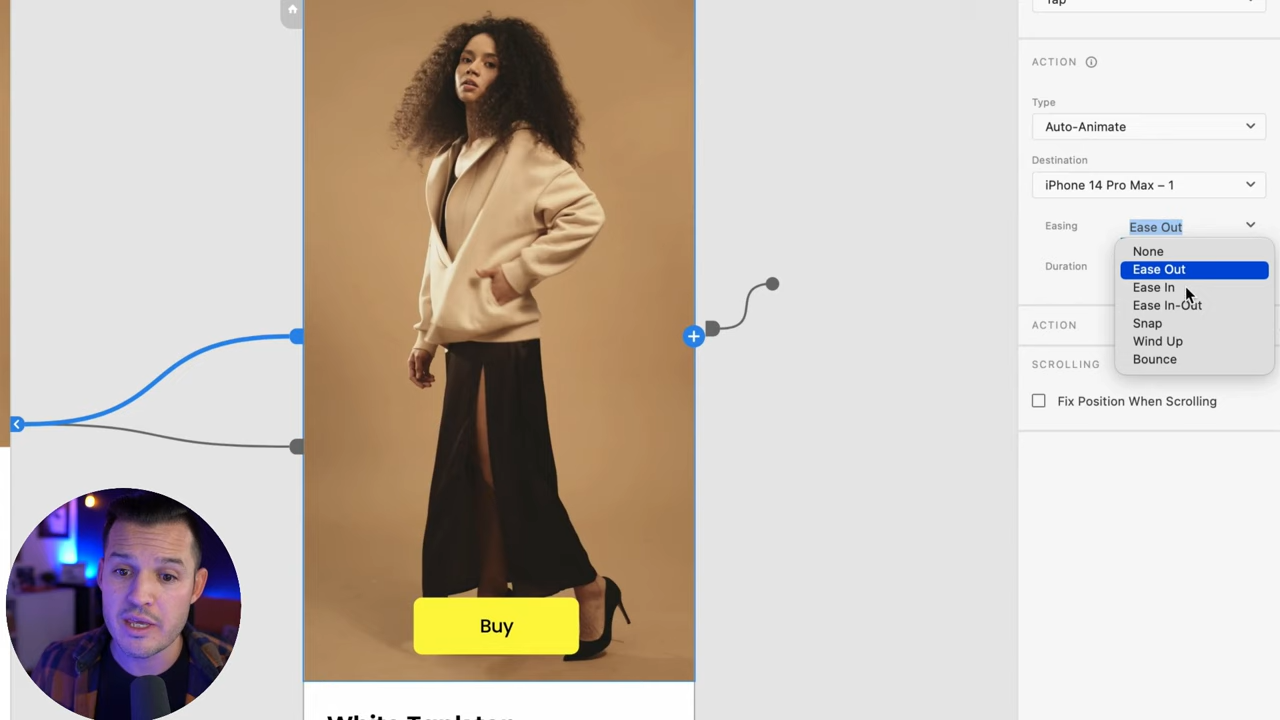 Tap
ACTION
Type
Auto-Animate
Destination
iPhone 14 Pro Max – 1
Easing
Ease Out
None
Ease Out
Duration
Ease In
Ease In-Out
ACTION
Snap
Wind Up
Bounce
SCROLLING
Fix Position When Scrolling
Buy